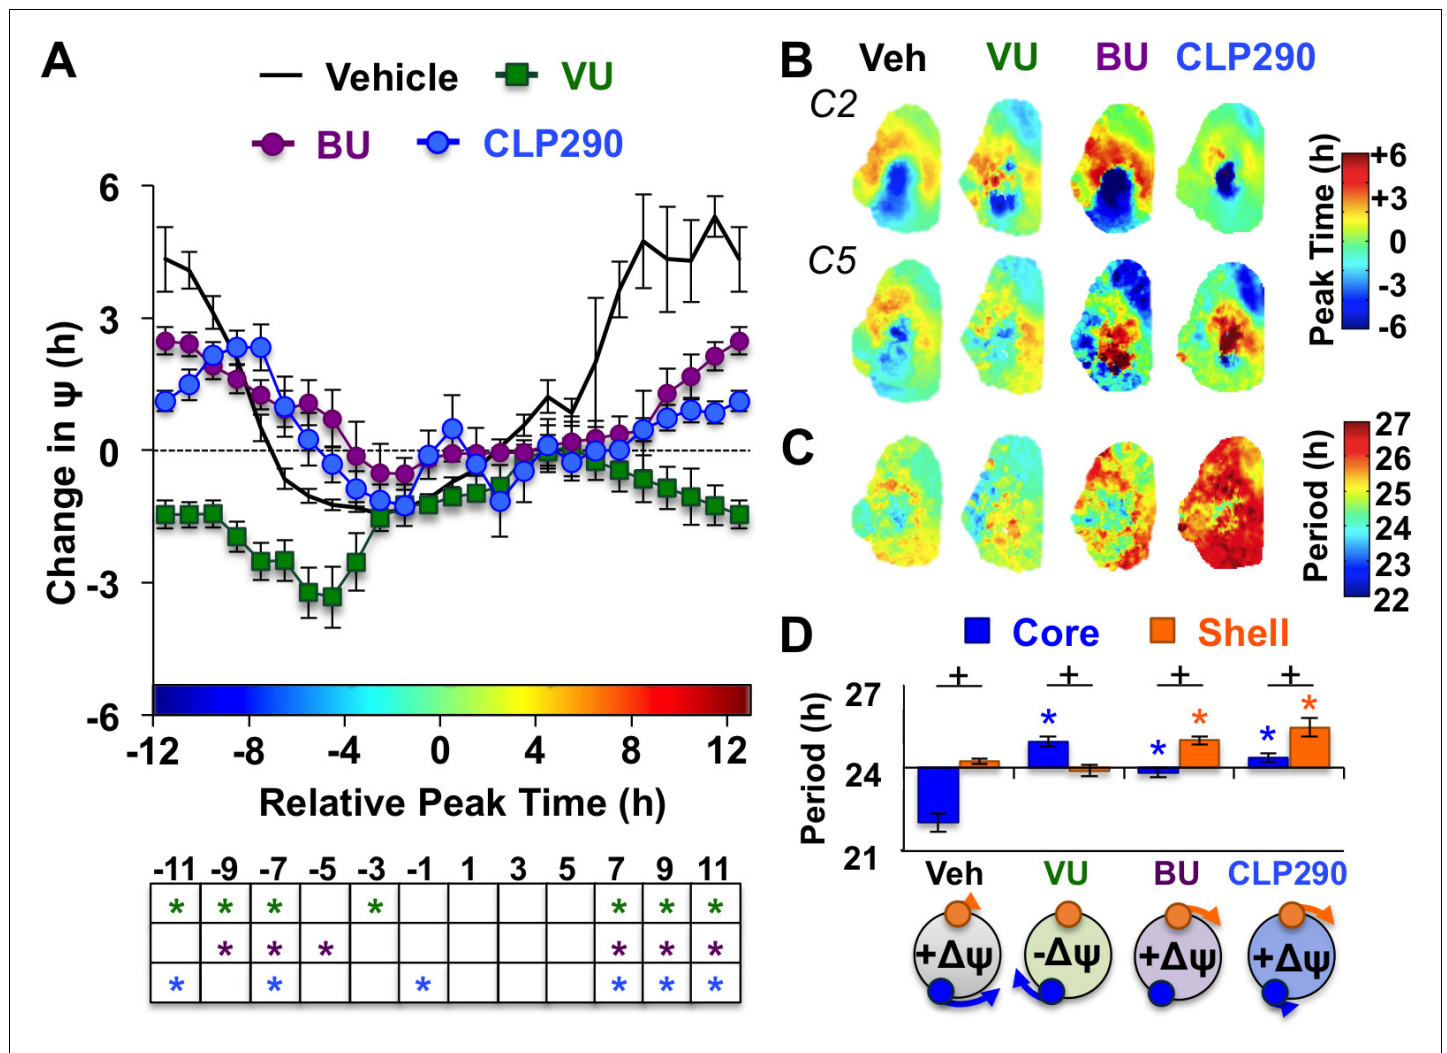 A
Vehicle VU
BU CLP290
6
3
0
-3
-6
Change in Ψ (h)
-12 -8 -4 0 4 8 12
Relative Peak Time (h)
-11 -9 -7 -5 -3 -1 1 3 5 7 9 11
* * * * * * *
* * * * * *
* * * * * *
B
Veh VU BU CLP290
C2
C5
Peak Time (h)
+6
+3
0
-3
-6
C
Period (h)
27
26
25
24
23
22
D
Core Shell
+ + + +
* * * * *
Period (h)
27
24
21
Veh VU BU CLP290
+Δψ -Δψ +Δψ +Δψ